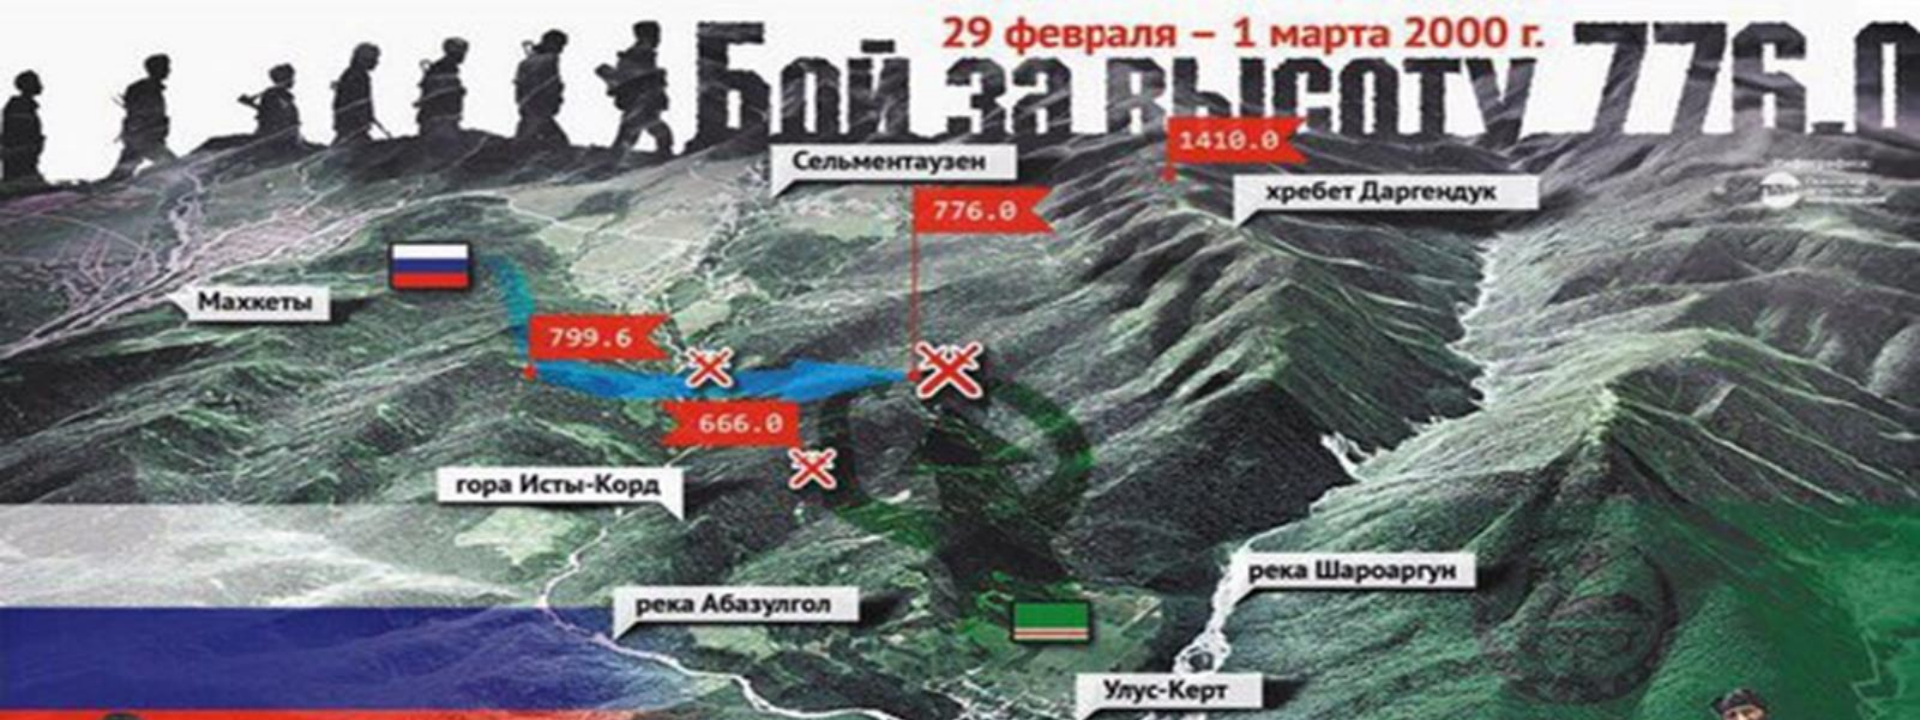 29 февраля – 1 марта 2000 г.
Бой за высоту 776.0
1410.0
Сельментаузен
хребет Даргендук
776.0
Махкеты
799.6
666.0
гора Исты-Корд
река Шароаргун
река Абазулгол
Улус-Керт